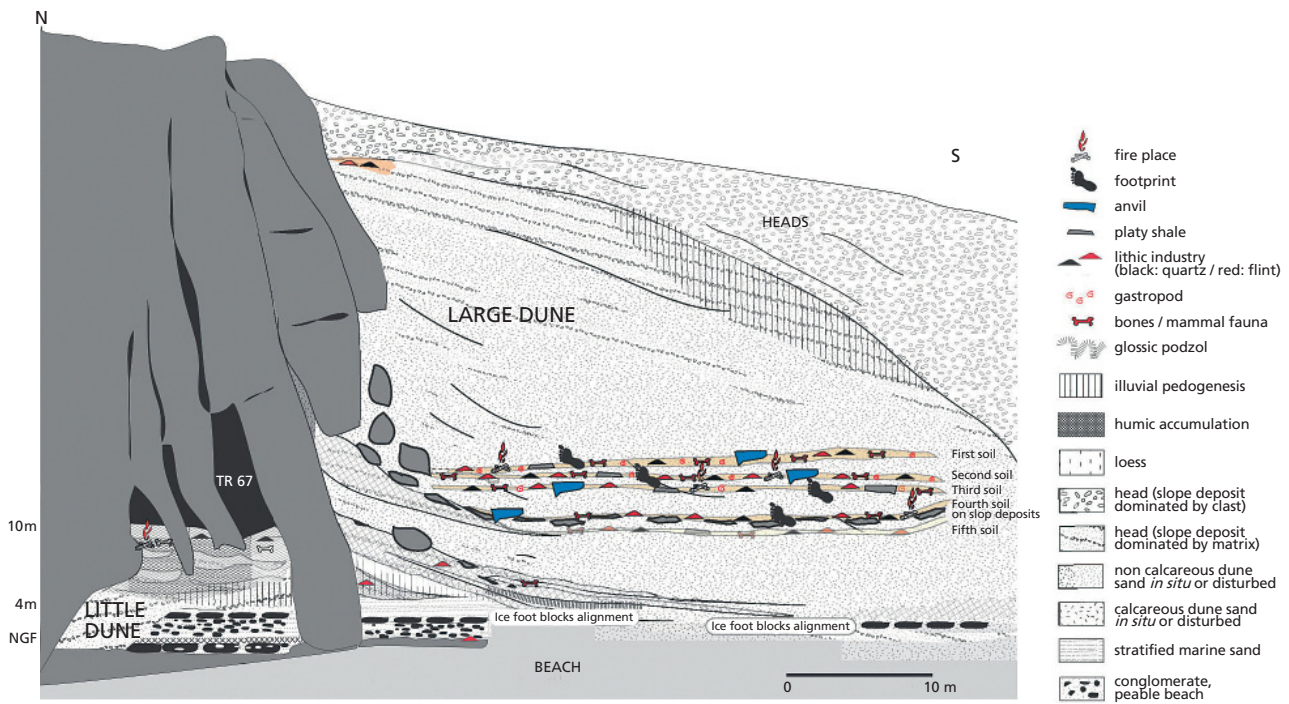 N
S
HEADS
LARGE DUNE
TR 67
First soil
Second soil
Third soil
Fourth soil
on slop deposits
Fifth soil
10m
4m
NGF
LITTLE
DUNE
Ice foot blocks alignment
Ice foot blocks alignment
BEACH
0
10 m
fire place
footprint
anvil
platy shale
lithic industry
(black: quartz / red: flint)
gastropod
bones / mammal fauna
glossic podzol
illuvial pedogenesis
humic accumulation
loess
head (slope deposit
dominated by clast)
head (slope deposit
dominated by matrix)
non calcareous dune
sand in situ or disturbed
calcareous dune sand
in situ or disturbed
stratified marine sand
conglomerate,
peable beach